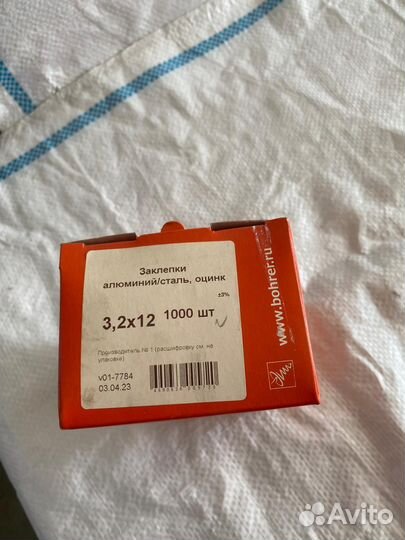 Заклепки
алюминий/сталь, оцинк
±3%
3,2x12 1000 шт
Производитель № 1 (расшифровку см. на
упаковке)
v01-7784
03.04.23
www.bohrer.ru
Avito